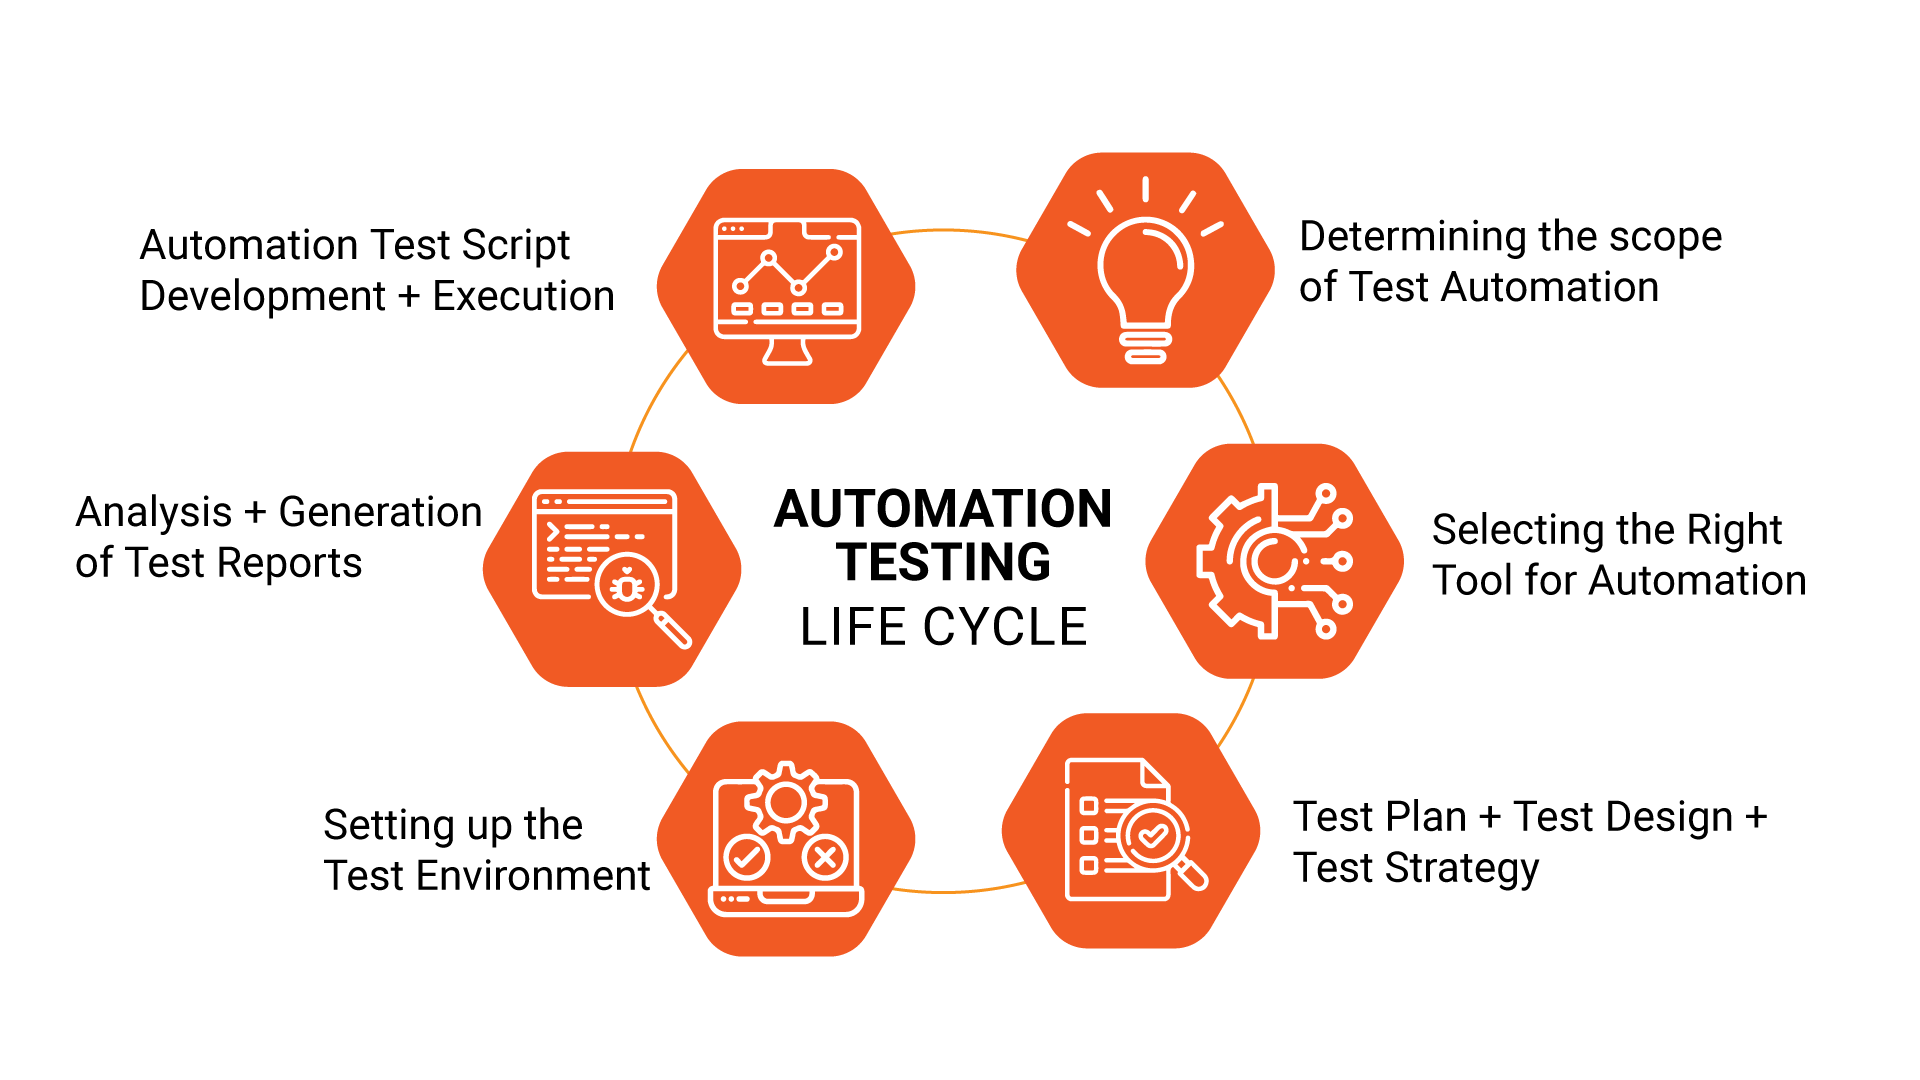 Automation Test Script
Development + Execution
Determining the scope
of Test Automation
Analysis + Generation
of Test Reports
AUTOMATION
TESTING
LIFE CYCLE
Selecting the Right
Tool for Automation
Setting up the
Test Environment
Test Plan + Test Design +
Test Strategy